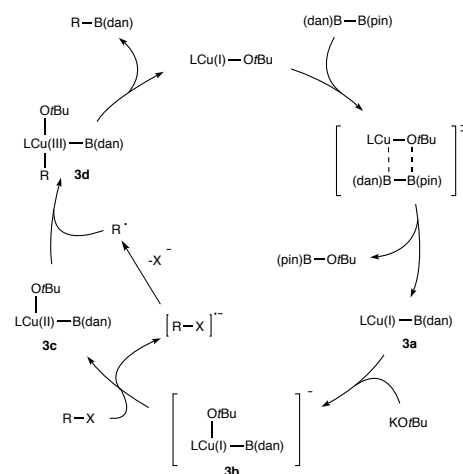 R–B(dan)
(dan)B–B(pin)
LCu(I)–OtBu
OtBu
LCu(III)–B(dan)
R
3d
LCu–OtBu
(dan)B–B(pin)
‡
R·
-X⁻
(pin)B–OtBu
OtBu
LCu(II)–B(dan)
3c
[R–X]·⁻
LCu(I)–B(dan)
3a
R–X
OtBu
LCu(I)–B(dan)
⁻
3b
KOtBu